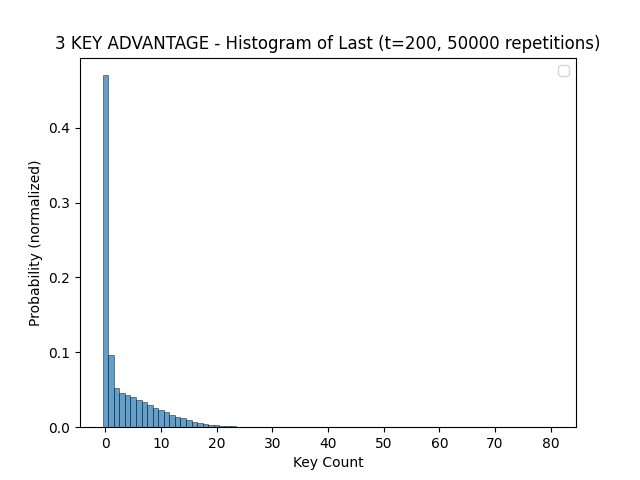 3 KEY ADVANTAGE - Histogram of Last (t=200, 50000 repetitions)
Probability (normalized)
0.4
0.3
0.2
0.1
0.0
0 10 20 30 40 50 60 70 80
Key Count